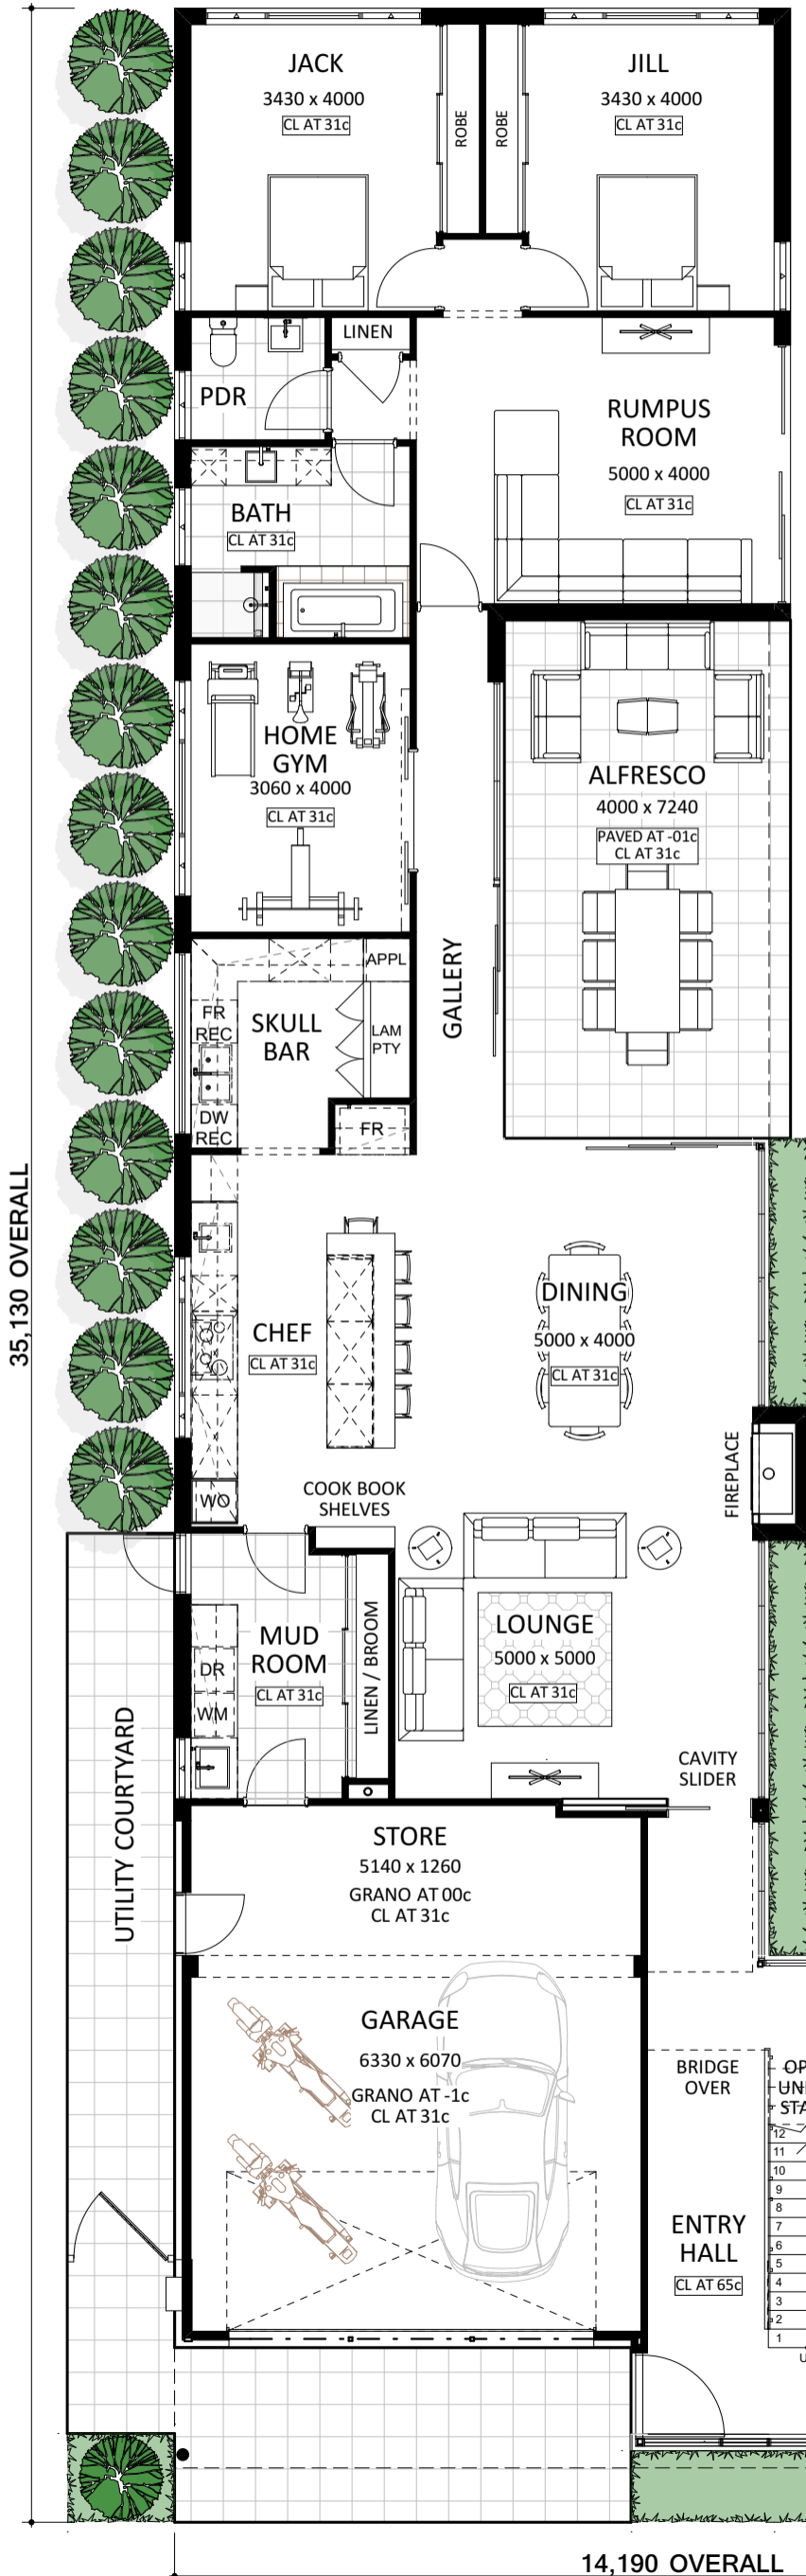 JACK
3430 x 4000
CL AT 31c
ROBE
ROBE
JILL
3430 x 4000
CL AT 31c
LINEN
PDR
RUMPUS
ROOM
5000 x 4000
CL AT 31c
BATH
CL AT 31c
HOME
GYM
3060 x 4000
CL AT 31c
ALFRESCO
4000 x 7240
PAVED AT -01c
CL AT 31c
GALLERY
APPL
FR
REC
SKULL
BAR
LAM
PTY
DW
REC
FR
35,130 OVERALL
CHEF
CL AT 31c
DINING
5000 x 4000
CL AT 31c
FIREPLACE
WO
COOK BOOK
SHELVES
MUD
ROOM
CL AT 31c
DR
WM
LINEN / BROOM
LOUNGE
5000 x 5000
CL AT 31c
CAVITY
SLIDER
UTILITY COURTYARD
STORE
5140 x 1260
GRANO AT 00c
CL AT 31c
GARAGE
6330 x 6070
GRANO AT -1c
CL AT 31c
BRIDGE
OVER
OP
UN
STA
12
11
10
9
8
7
6
5
4
3
2
1
U
ENTRY
HALL
CL AT 65c
14,190 OVERALL